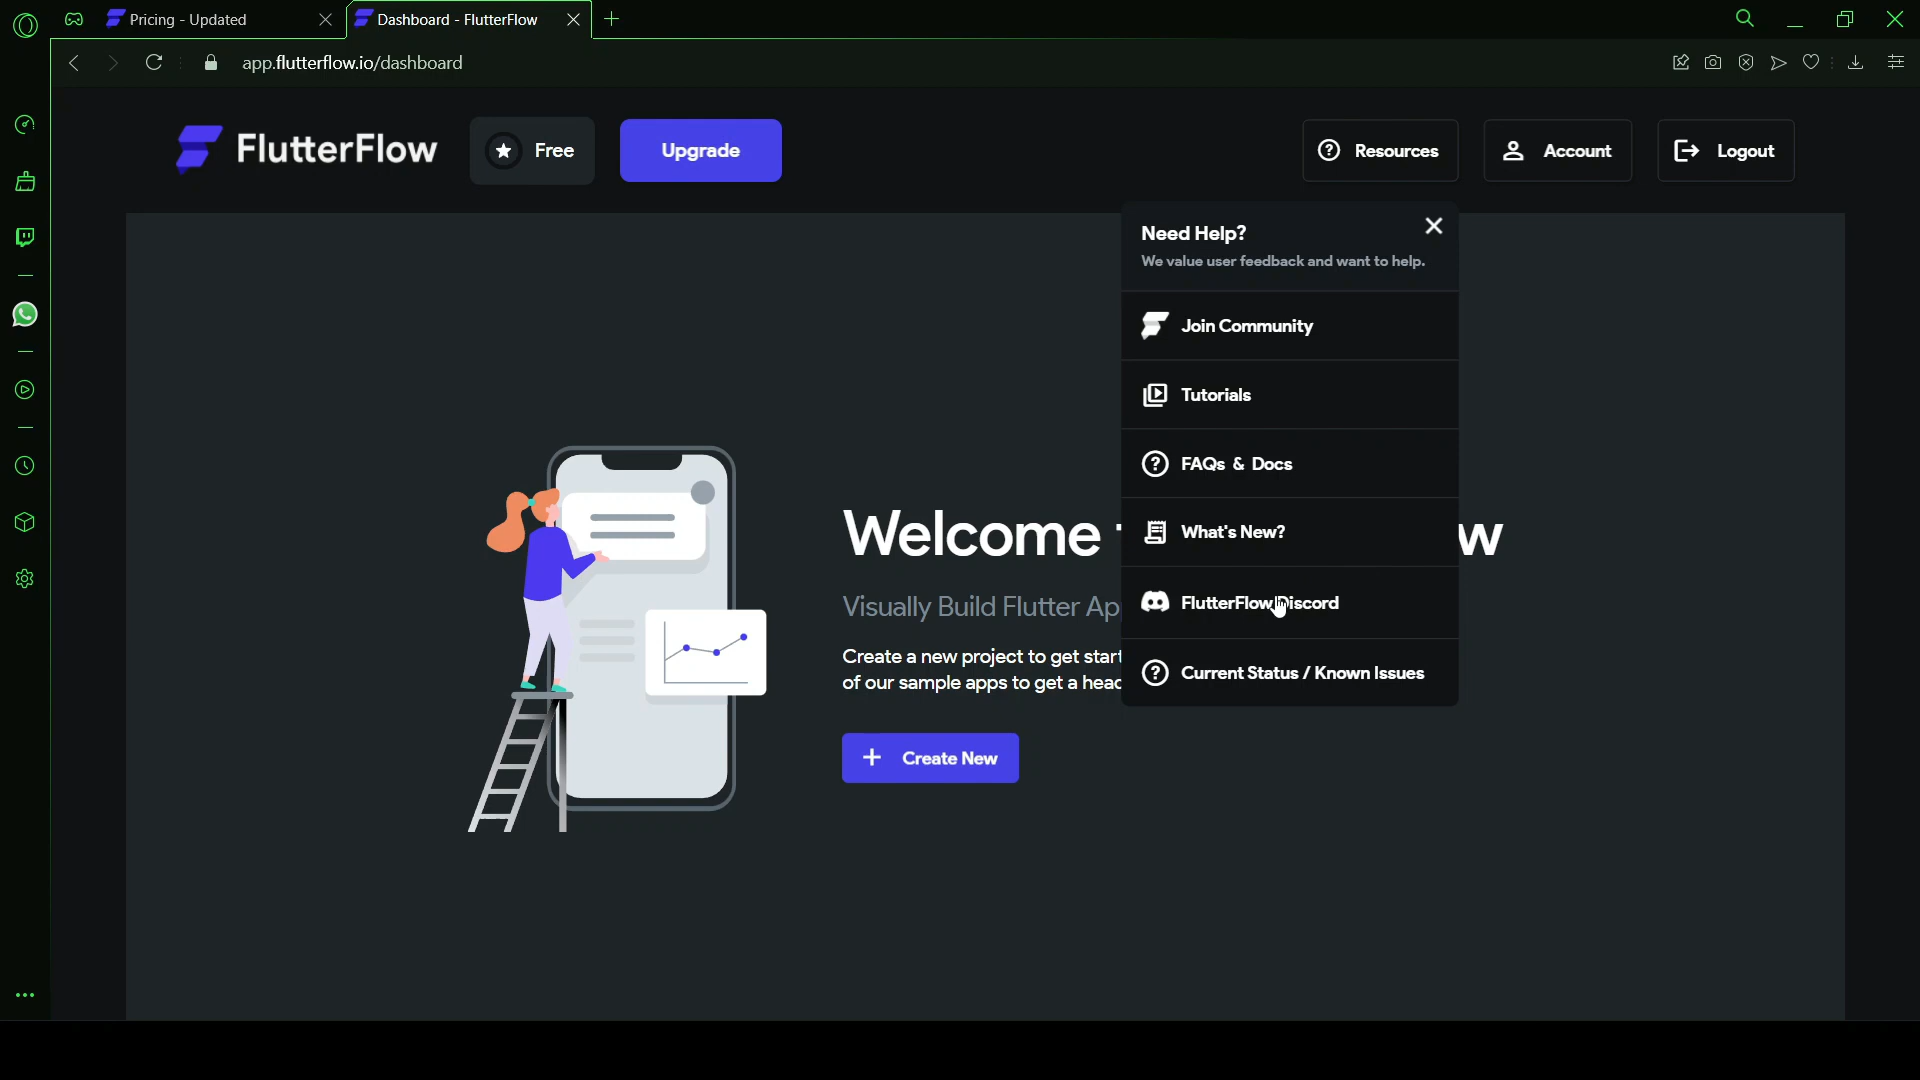 Pricing - Updated
Dashboard - FlutterFlow
app.flutterflow.io/dashboard
FlutterFlow
Free
Upgrade
Resources
Account
Logout
Need Help?
We value user feedback and want to help.
Join Community
Tutorials
FAQs & Docs
What's New?
FlutterFlow Discord
Current Status / Known Issues
Welcome
w
Visually Build Flutter Ap
Create a new project to get start
of our sample apps to get a head
Create New